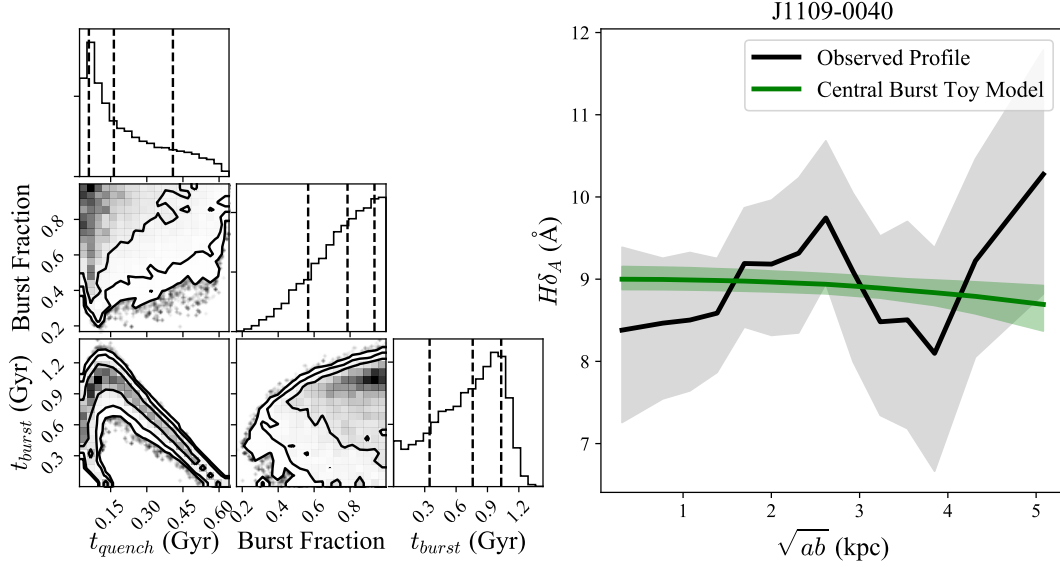 J1109-0040
Observed Profile
Central Burst Toy Model
12
11
10
9
8
7
HδA (Å)
1 2 3 4 5
√ab (kpc)
Burst Fraction
0.8
0.6
0.4
0.2
tburst (Gyr)
1.2
0.9
0.6
0.3
0.15 0.30 0.45 0.60
tquench (Gyr)
0.2 0.4 0.6 0.8
Burst Fraction
0.3 0.6 0.9 1.2
tburst (Gyr)